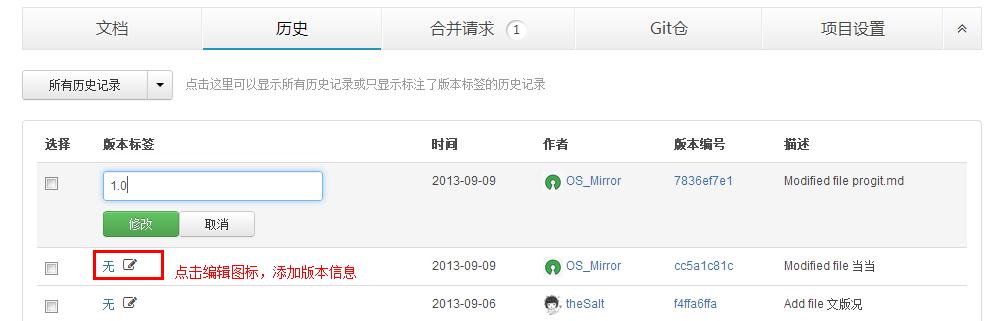 文档 历史 合并请求 1 Git仓 项目设置
所有历史记录 点击这里可以显示所有历史记录或只显示标注了版本标签的历史记录
选择 版本标签 时间 作者 版本编号 描述
1.0 2013-09-09 OS_Mirror 7836ef7e1 Modified file progit.md
修改 取消
无 点击编辑图标，添加版本信息 2013-09-09 OS_Mirror cc5a1c81c Modified file 当当
无 2013-09-06 theSalt f4ffa6ffa Add file 文版况